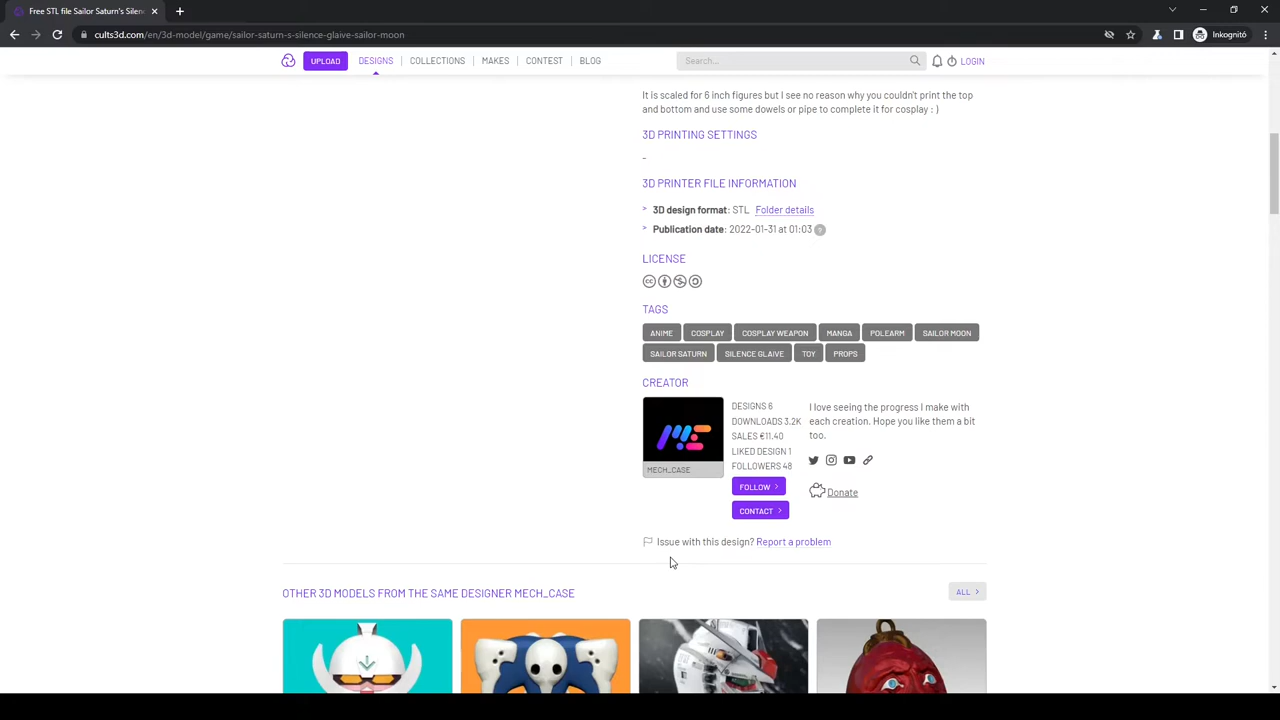 Free STL file Sailor Saturn's Silenc
cults3d.com/en/3d-model/game/sailor-saturn-s-silence-glaive-sailor-moon
Inkognitó
UPLOAD
DESIGNS
COLLECTIONS
MAKES
CONTEST
BLOG
Search...
LOGIN
It is scaled for 6 inch figures but I see no reason why you couldn't print the top
and bottom and use some dowels or pipe to complete it for cosplay : )
3D PRINTING SETTINGS
-
3D PRINTER FILE INFORMATION
> 3D design format: STL Folder details
> Publication date: 2022-01-31 at 01:03 ?
LICENSE
cc
TAGS
ANIME COSPLAY COSPLAY WEAPON MANGA POLEARM SAILOR MOON
SAILOR SATURN SILENCE GLAIVE TOY PROPS
CREATOR
ME
MECH_CASE
DESIGNS 6
DOWNLOADS 3.2K
SALES €11.40
LIKED DESIGN 1
FOLLOWERS 48
FOLLOW >
CONTACT >
I love seeing the progress I make with
each creation. Hope you like them a bit
too.
Donate
Issue with this design? Report a problem
OTHER 3D MODELS FROM THE SAME DESIGNER MECH_CASE
ALL >